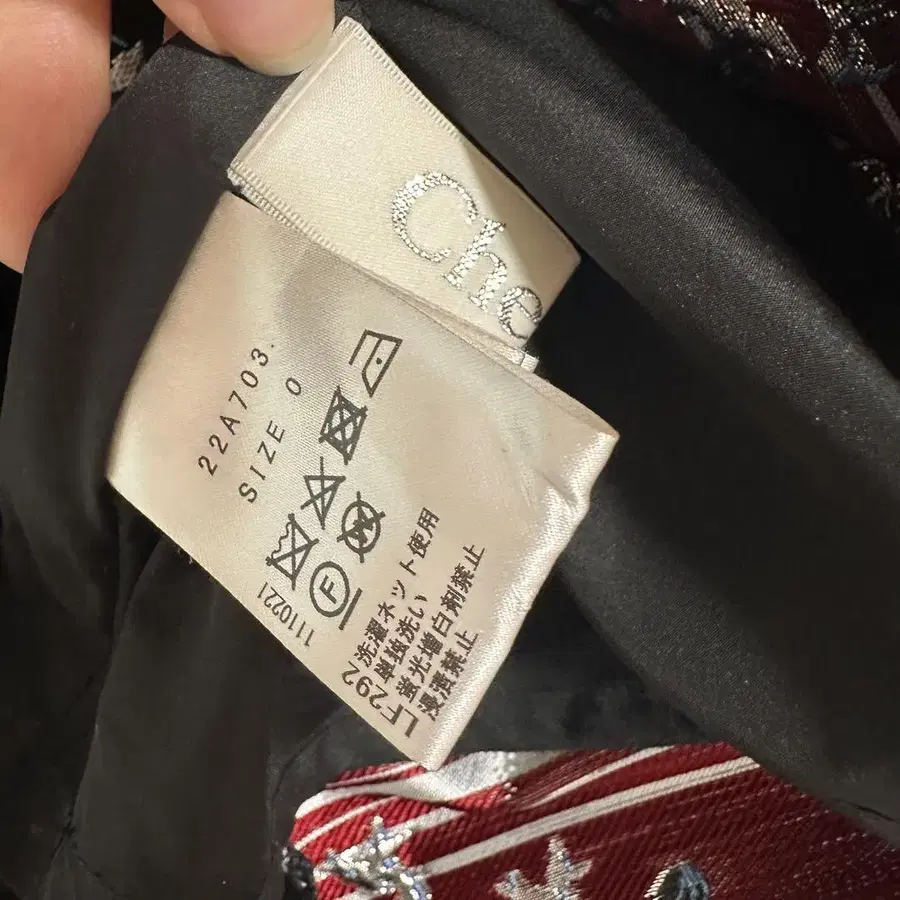 Che
22A703.
SIZE 0
1110221
F
LF292
洗濯ネット使用
単独洗い
蛍光増白剤禁止
浸漬禁止